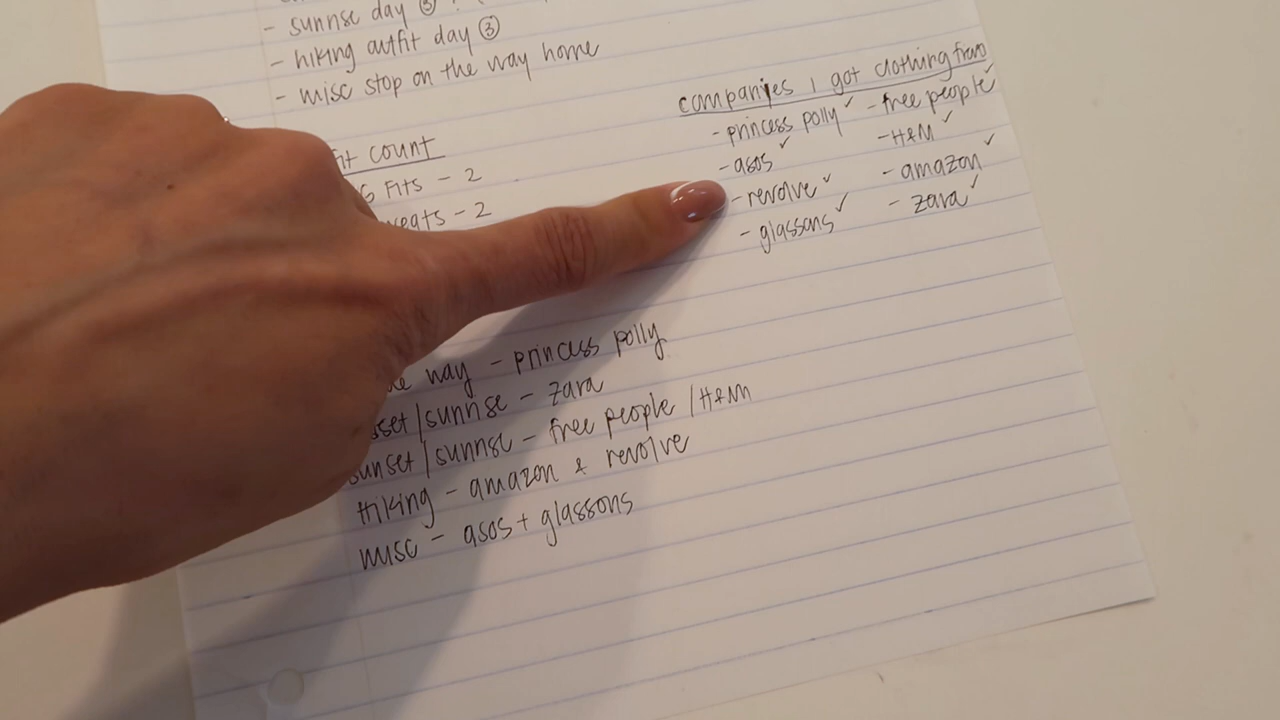 - sunrise day ③
- hiking outfit day ③
- misc stop on the way home
companies i got clothing from
- princess polly ✓
- asos ✓
- revolve ✓
- glassons ✓
- free people ✓
- H&M ✓
- amazon ✓
- zara ✓
count
Fits - 2
- 2
way - princess polly
/sunrise - zara
sunset/sunrise - free people / H&M
Hiking - amazon & revolve
misc - asos + glassons